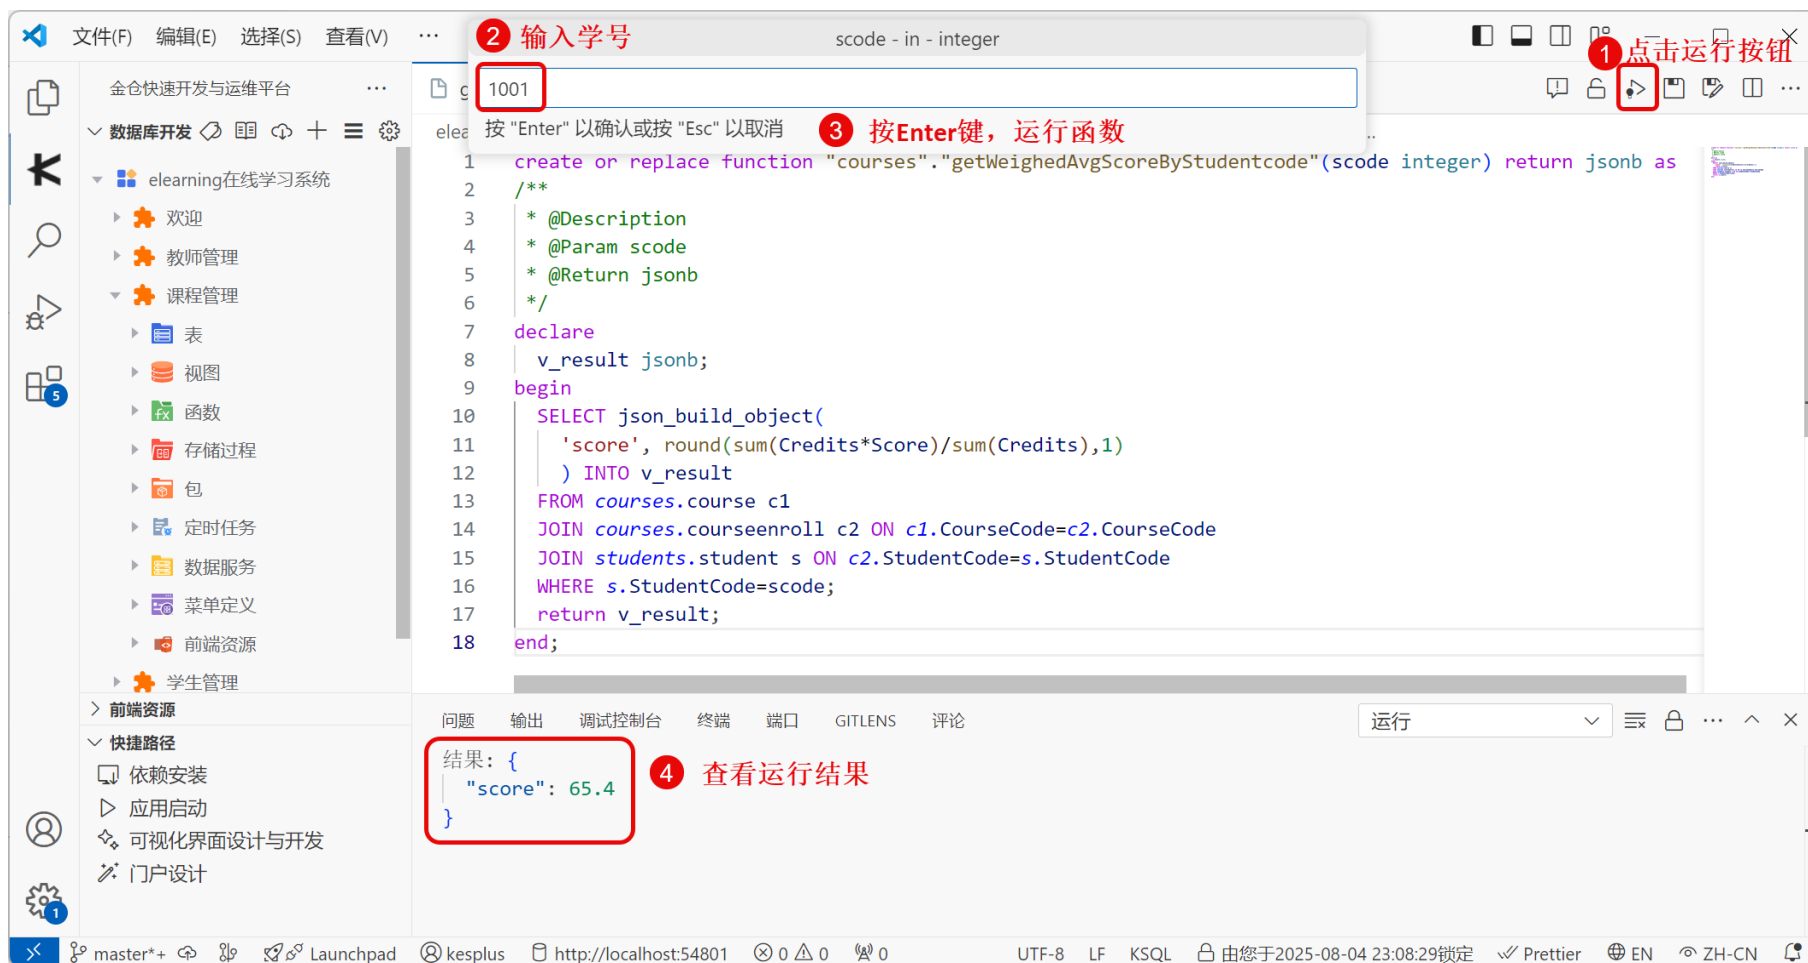 文件(F) 编辑(E) 选择(S) 查看(V) ···
2 输入学号
scode - in - integer
1 点击运行按钮
1001
按 "Enter" 以确认或按 "Esc" 以取消
3 按Enter键，运行函数
金仓快速开发与运维平台 ···
数据库开发
elearning在线学习系统
欢迎
教师管理
课程管理
表
视图
函数
存储过程
包
定时任务
数据服务
菜单定义
前端资源
学生管理
前端资源
快捷路径
依赖安装
应用启动
可视化界面设计与开发
门户设计
5
1
1 create or replace function "courses"."getWeighedAvgScoreByStudentcode"(scode integer) return jsonb as
2 /**
3 * @Description
4 * @Param scode
5 * @Return jsonb
6 */
7 declare
8 v_result jsonb;
9 begin
10 SELECT json_build_object(
11 'score', round(sum(Credits*Score)/sum(Credits),1)
12 ) INTO v_result
13 FROM courses.course c1
14 JOIN courses.courseenroll c2 ON c1.CourseCode=c2.CourseCode
15 JOIN students.student s ON c2.StudentCode=s.StudentCode
16 WHERE s.StudentCode=scode;
17 return v_result;
18 end;
问题 输出 调试控制台 终端 端口 GITLENS 评论
运行
结果: {
"score": 65.4
}
4 查看运行结果
master*+ Launchpad kesplus http://localhost:54801 0 0 0 UTF-8 LF KSQL 由您于2025-08-04 23:08:29锁定 Prettier EN ZH-CN